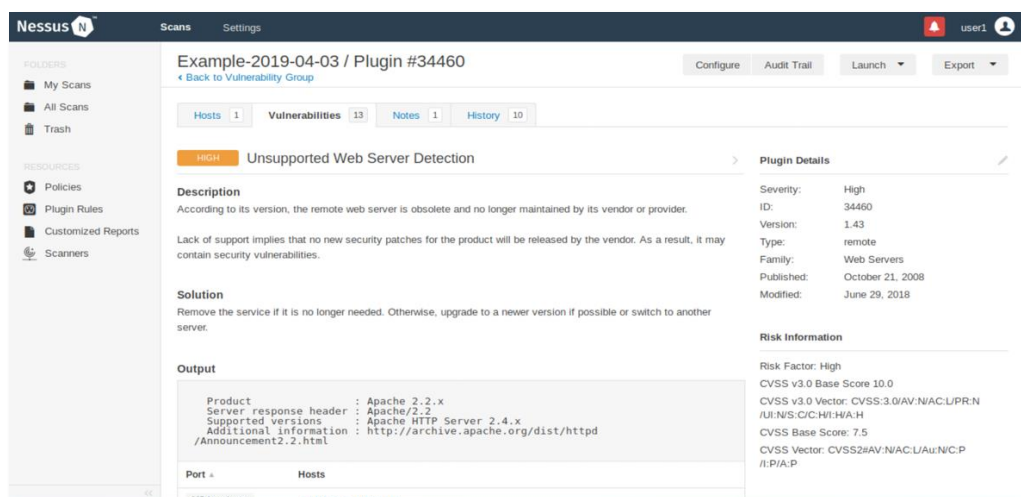 Nessus N
Scans Settings
user1
FOLDERS
My Scans
All Scans
Trash
RESOURCES
Policies
Plugin Rules
Customized Reports
Scanners
Example-2019-04-03 / Plugin #34460
Back to Vulnerability Group
Configure Audit Trail Launch Export
Hosts 1 Vulnerabilities 13 Notes 1 History 10
HIGH Unsupported Web Server Detection
Description
According to its version, the remote web server is obsolete and no longer maintained by its vendor or provider.
Lack of support implies that no new security patches for the product will be released by the vendor. As a result, it may
contain security vulnerabilities.
Solution
Remove the service if it is no longer needed. Otherwise, upgrade to a newer version if possible or switch to another
server.
Output
Product : Apache 2.2.x
Server response header : Apache/2.2
Supported versions : Apache HTTP Server 2.4.x
Additional information : http://archive.apache.org/dist/httpd
/Announcement2.2.html
Port Hosts
Plugin Details
Severity: High
ID: 34460
Version: 1.43
Type: remote
Family: Web Servers
Published: October 21, 2008
Modified: June 29, 2018
Risk Information
Risk Factor: High
CVSS v3.0 Base Score 10.0
CVSS v3.0 Vector: CVSS:3.0/AV:N/AC:L/PR:N
/UI:N/S:C/C:H/I:H/A:H
CVSS Base Score: 7.5
CVSS Vector: CVSS2#AV:N/AC:L/Au:N/C:P
/I:P/A:P